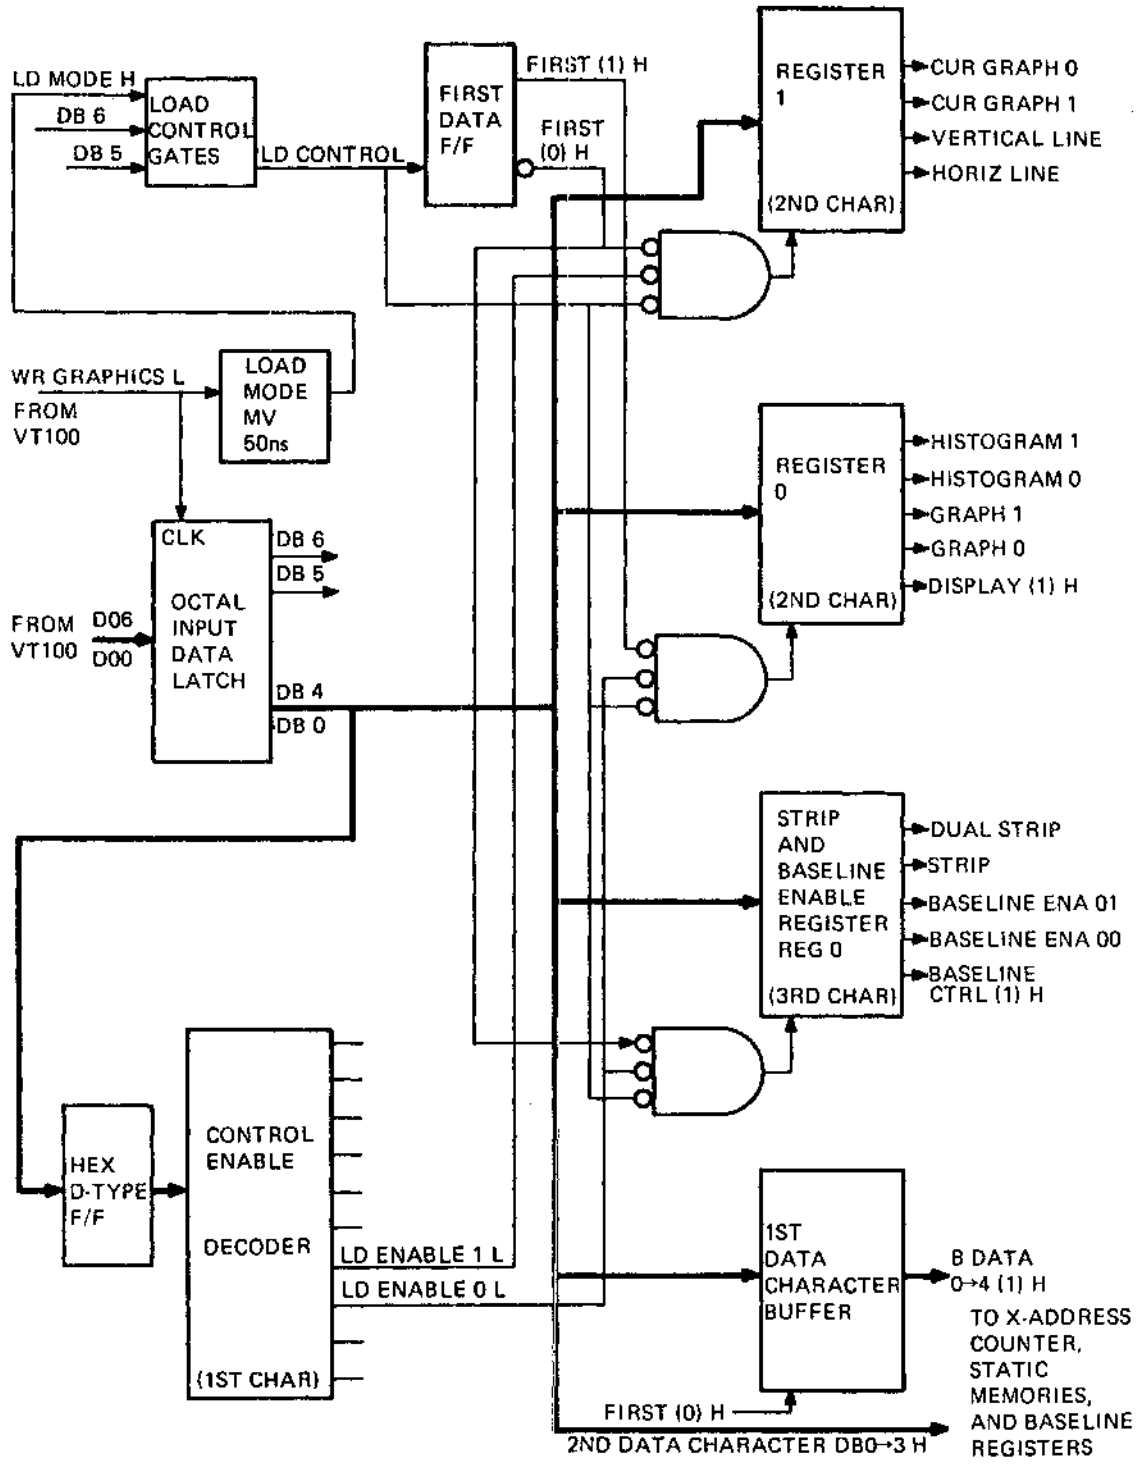 LD MODE H
DB 6
DB 5
LOAD
CONTROL
GATES
LD CONTROL
FIRST
DATA
F/F
FIRST (1) H
FIRST
(0) H
REGISTER
1
(2ND CHAR)
CUR GRAPH 0
CUR GRAPH 1
VERTICAL LINE
HORIZ LINE
WR GRAPHICS L
FROM
VT100
LOAD
MODE
MV
50ns
REGISTER
0
(2ND CHAR)
HISTOGRAM 1
HISTOGRAM 0
GRAPH 1
GRAPH 0
DISPLAY (1) H
CLK
OCTAL
INPUT
DATA
LATCH
DB 6
DB 5
FROM
VT100
D06
D00
DB 4
DB 0
STRIP
AND
BASELINE
ENABLE
REGISTER
REG 0
(3RD CHAR)
DUAL STRIP
STRIP
BASELINE ENA 01
BASELINE ENA 00
BASELINE
CTRL (1) H
HEX
D-TYPE
F/F
CONTROL
ENABLE
DECODER
(1ST CHAR)
LD ENABLE 1 L
LD ENABLE 0 L
1ST
DATA
CHARACTER
BUFFER
B DATA
0→4 (1) H
TO X-ADDRESS
COUNTER,
STATIC
MEMORIES,
AND BASELINE
REGISTERS
FIRST (0) H
2ND DATA CHARACTER DB0→3 H